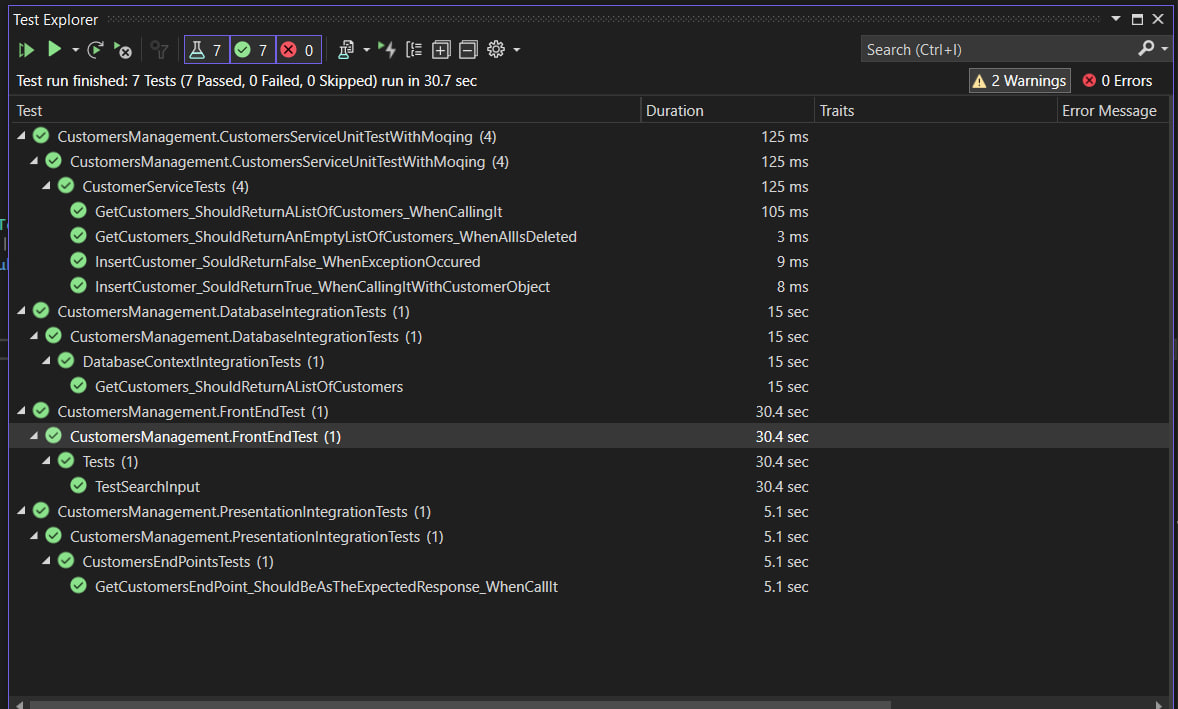 Test Explorer
7 7 0
Search (Ctrl+I)
Test run finished: 7 Tests (7 Passed, 0 Failed, 0 Skipped) run in 30.7 sec
2 Warnings 0 Errors
Test Duration Traits Error Message
CustomersManagement.CustomersServiceUnitTestWithMoqing (4) 125 ms
CustomersManagement.CustomersServiceUnitTestWithMoqing (4) 125 ms
CustomerServiceTests (4) 125 ms
GetCustomers_ShouldReturnAListOfCustomers_WhenCallingIt 105 ms
GetCustomers_ShouldReturnAnEmptyListOfCustomers_WhenAllIsDeleted 3 ms
InsertCustomer_SouldReturnFalse_WhenExceptionOccured 9 ms
InsertCustomer_SouldReturnTrue_WhenCallingItWithCustomerObject 8 ms
CustomersManagement.DatabaseIntegrationTests (1) 15 sec
CustomersManagement.DatabaseIntegrationTests (1) 15 sec
DatabaseContextIntegrationTests (1) 15 sec
GetCustomers_ShouldReturnAListOfCustomers 15 sec
CustomersManagement.FrontEndTest (1) 30.4 sec
CustomersManagement.FrontEndTest (1) 30.4 sec
Tests (1) 30.4 sec
TestSearchInput 30.4 sec
CustomersManagement.PresentationIntegrationTests (1) 5.1 sec
CustomersManagement.PresentationIntegrationTests (1) 5.1 sec
CustomersEndPointsTests (1) 5.1 sec
GetCustomersEndPoint_ShouldBeAsTheExpectedResponse_WhenCallIt 5.1 sec